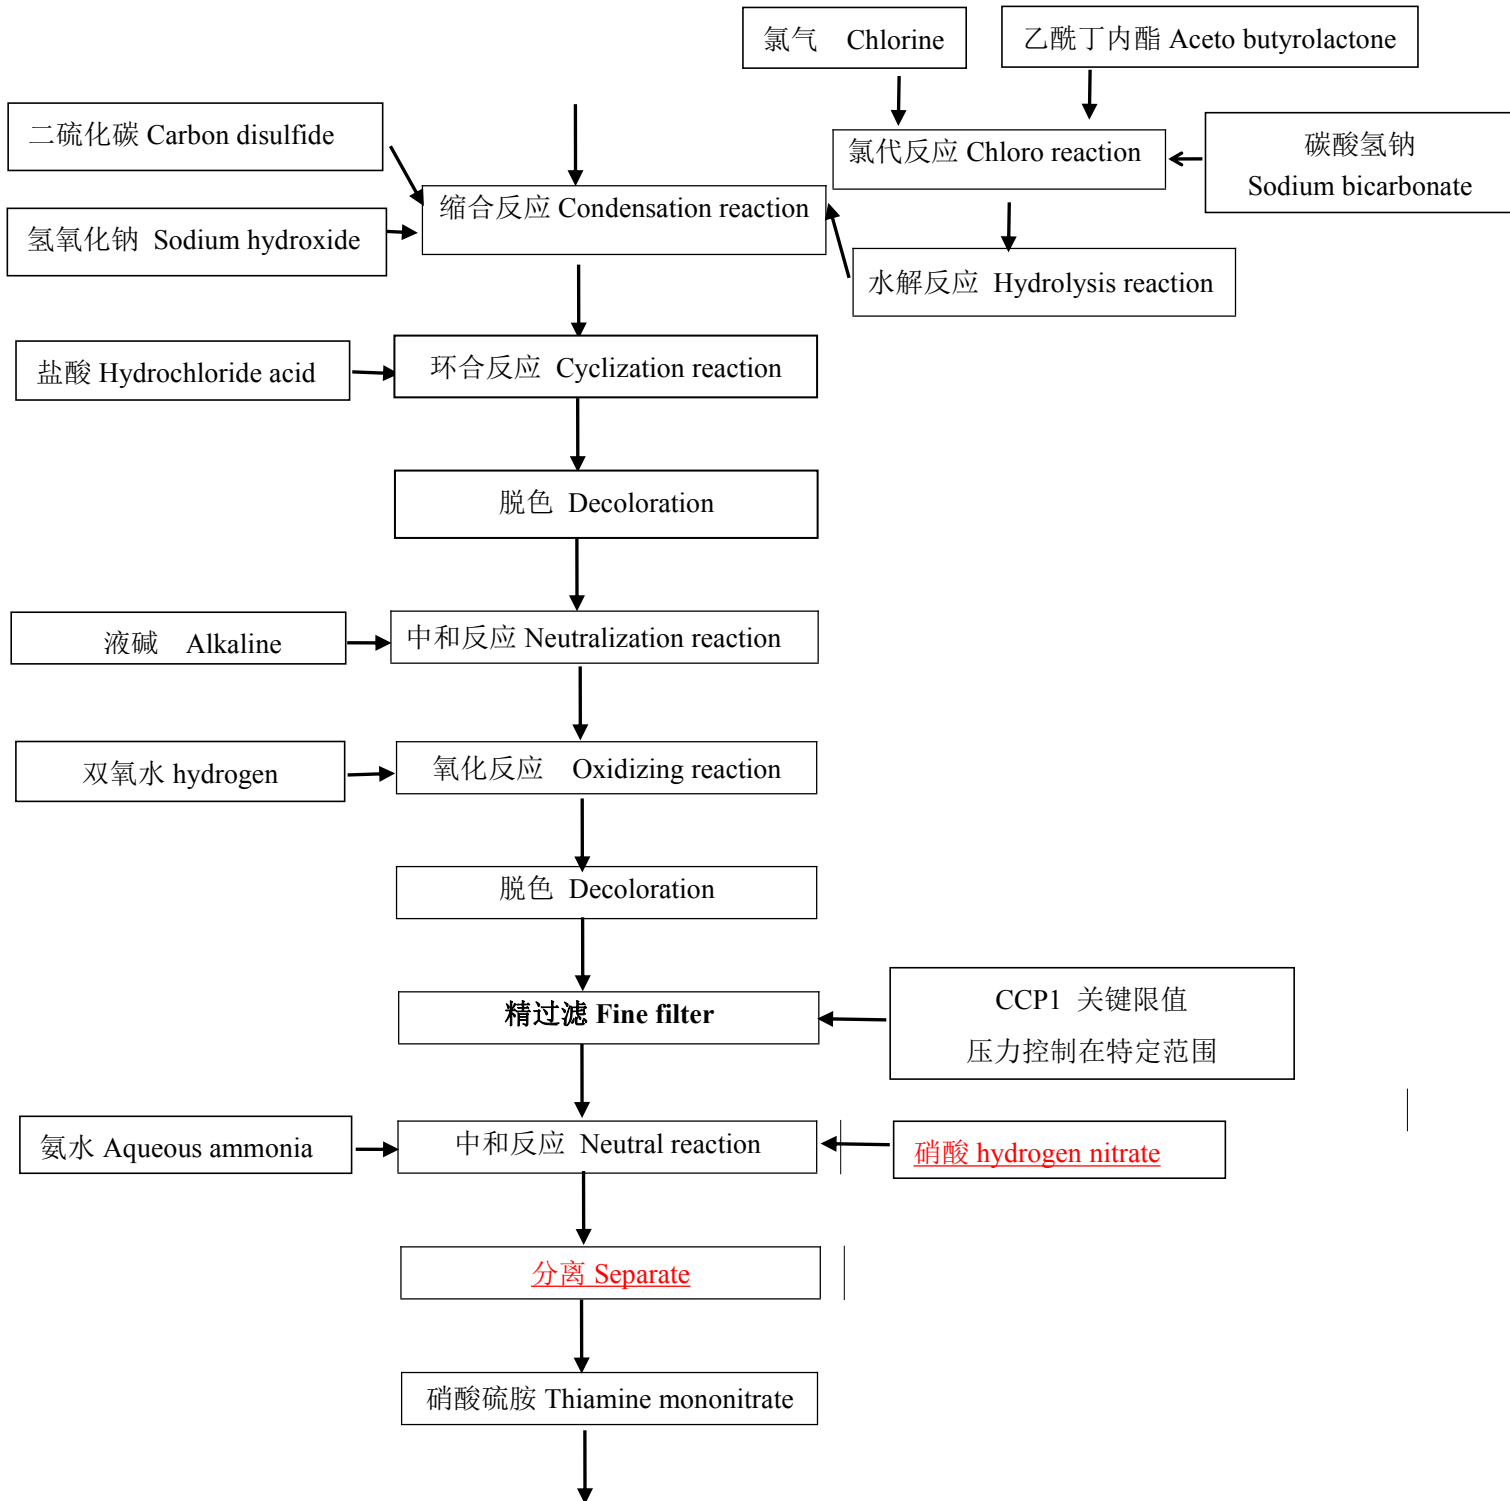 氯气 Chlorine
乙酰丁内酯 Aceto butyrolactone
二硫化碳 Carbon disulfide
氯代反应 Chloro reaction
碳酸氢钠
Sodium bicarbonate
缩合反应 Condensation reaction
氢氧化钠 Sodium hydroxide
水解反应 Hydrolysis reaction
盐酸 Hydrochloride acid
环合反应 Cyclization reaction
脱色 Decoloration
液碱 Alkaline
中和反应 Neutralization reaction
双氧水 hydrogen
氧化反应 Oxidizing reaction
脱色 Decoloration
精过滤 Fine filter
CCP1 关键限值
压力控制在特定范围
氨水 Aqueous ammonia
中和反应 Neutral reaction
硝酸 hydrogen nitrate
分离 Separate
硝酸硫胺 Thiamine mononitrate